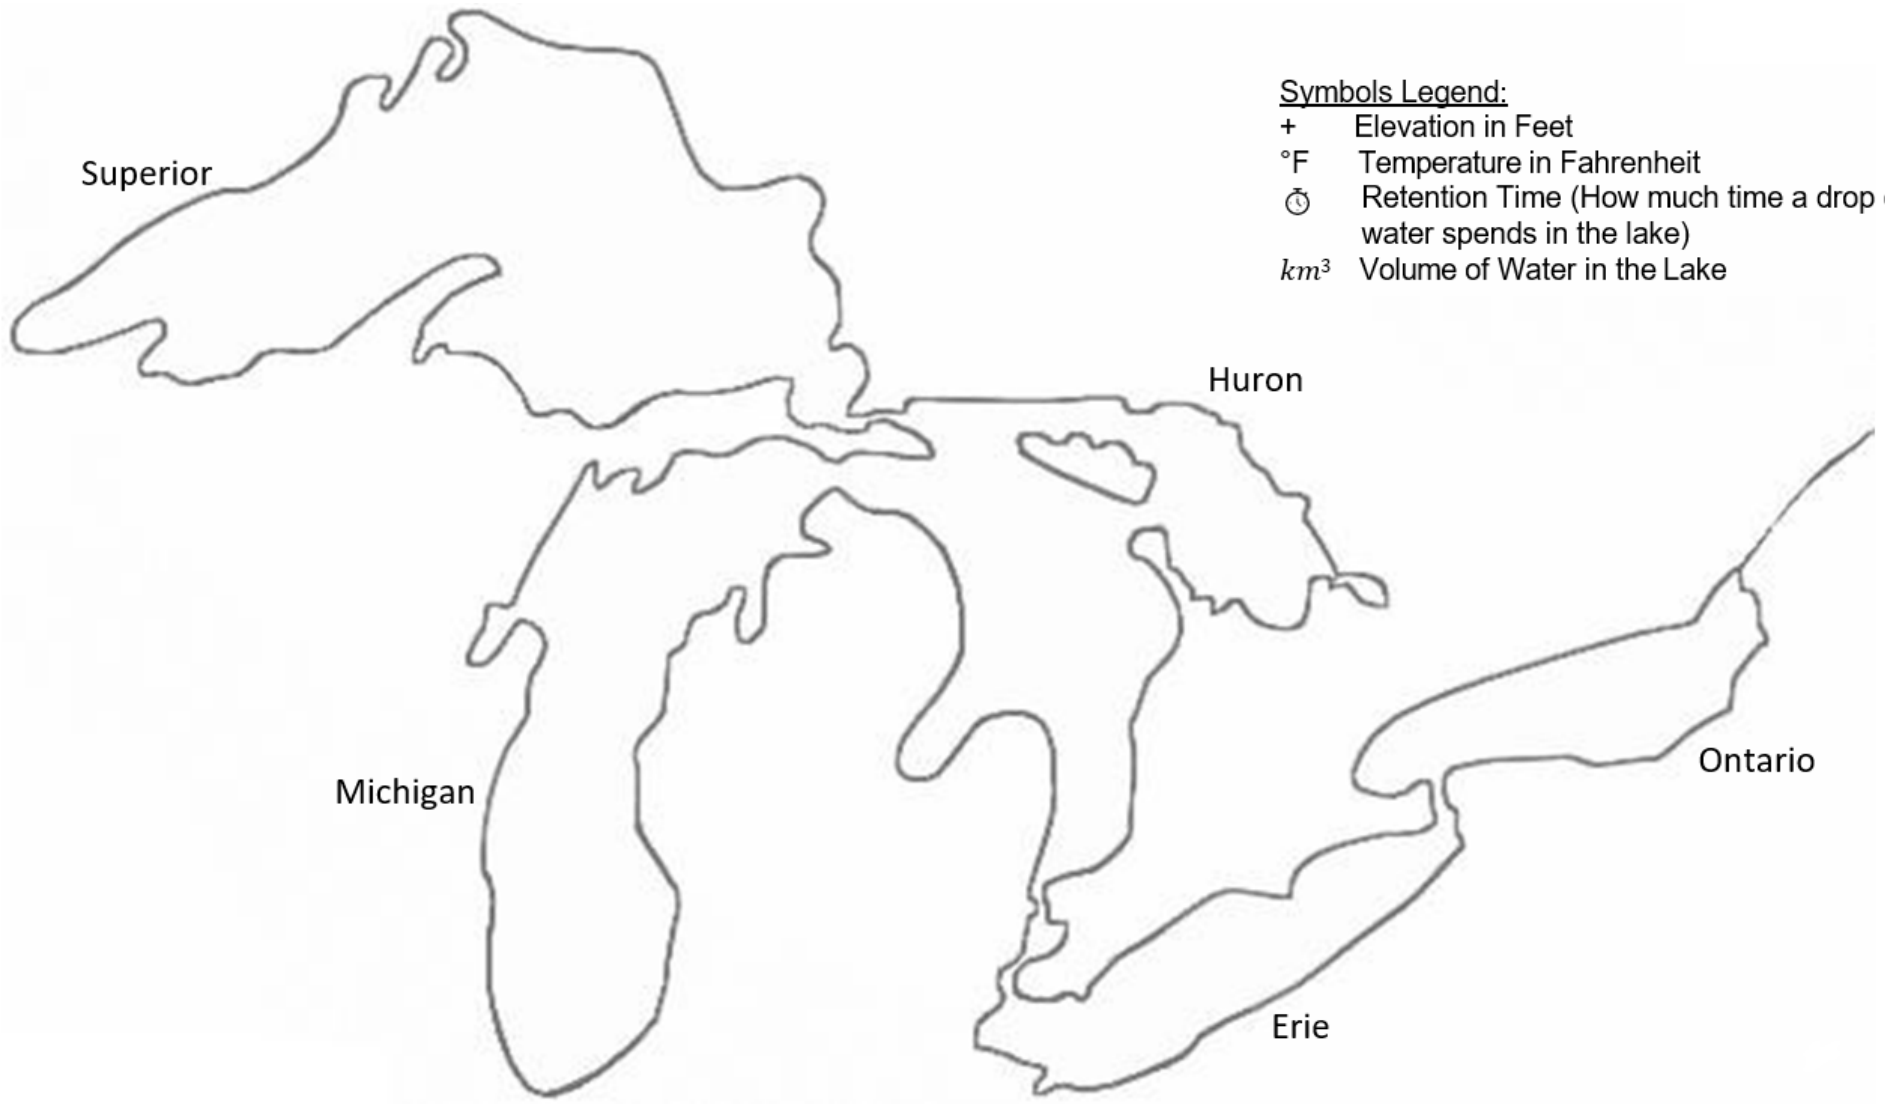 Symbols Legend:
+ Elevation in Feet
°F Temperature in Fahrenheit
⏱ Retention Time (How much time a drop
water spends in the lake)
km³ Volume of Water in the Lake
Superior
Huron
Michigan
Ontario
Erie